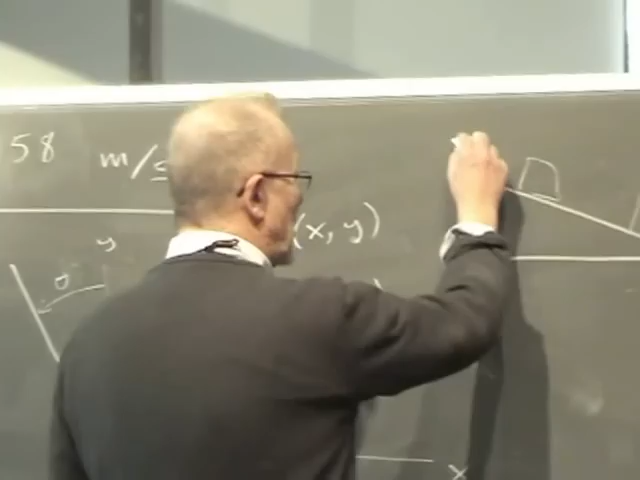 58 m/s
(x, y)
y
x